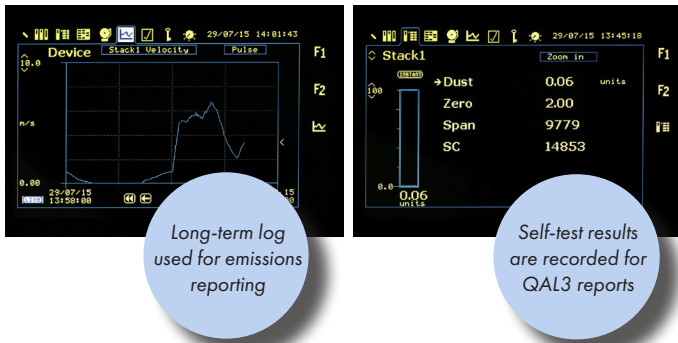 29/07/15 14:01:43
Device Stack1 Velocity Pulse
F1
10.0
F2
m/s
0.00
LIVE 29/07/15 13:58:00
15
Long-term log
used for emissions
reporting
29/07/15 13:45:18
Stack1 Zoom in
F1
INSTANT
100
Dust 0.06 units
F2
Zero 2.00
Span 9779
SC 14853
0.0
0.06
units
Self-test results
are recorded for
QAL3 reports